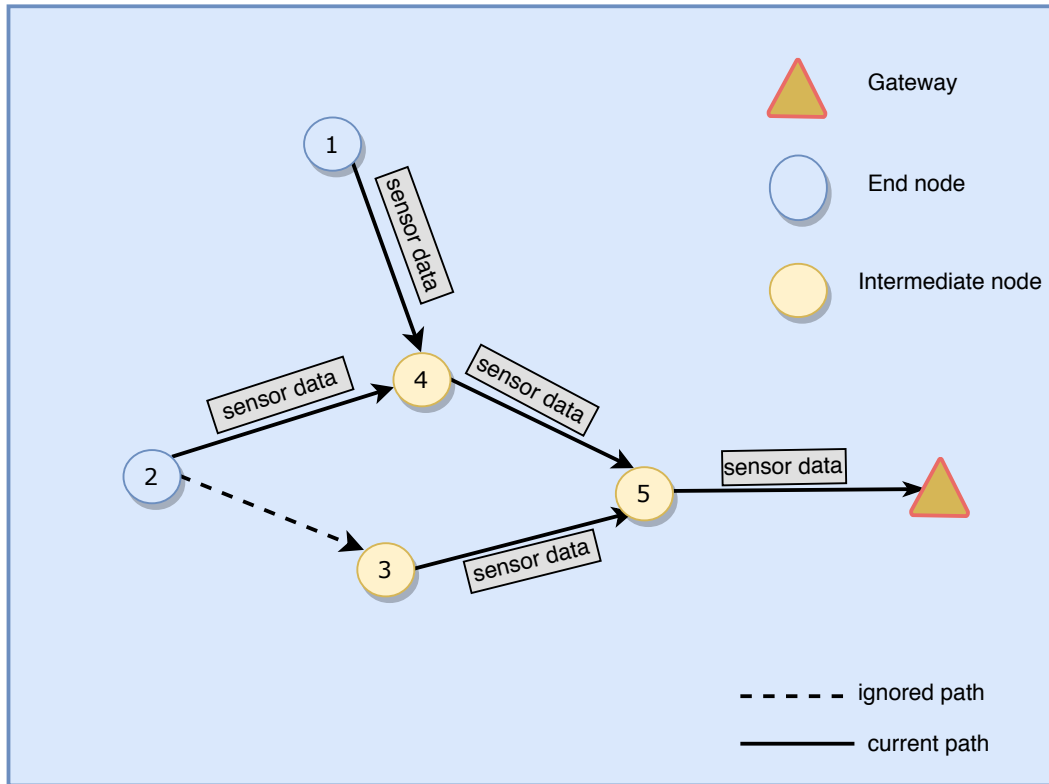 Gateway
1
sensor data
End node
Intermediate node
4
sensor data
sensor data
2
sensor data
5
3
sensor data
ignored path
current path